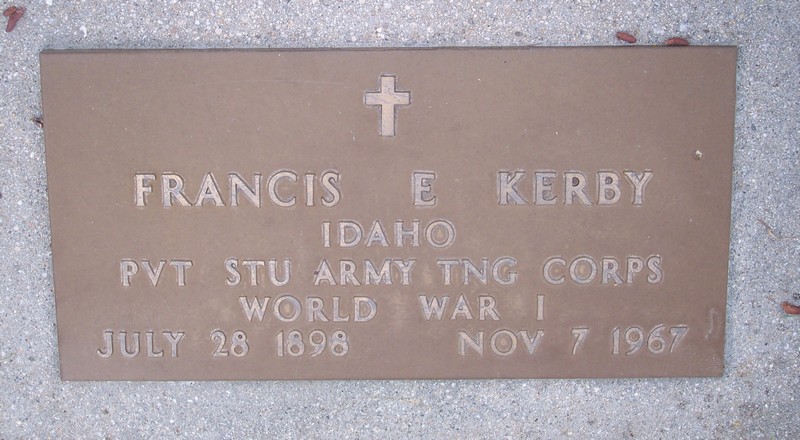 FRANCIS E KERBY
IDAHO
PVT STU ARMY TNG CORPS
WORLD WAR I
JULY 28 1898 NOV 7 1967